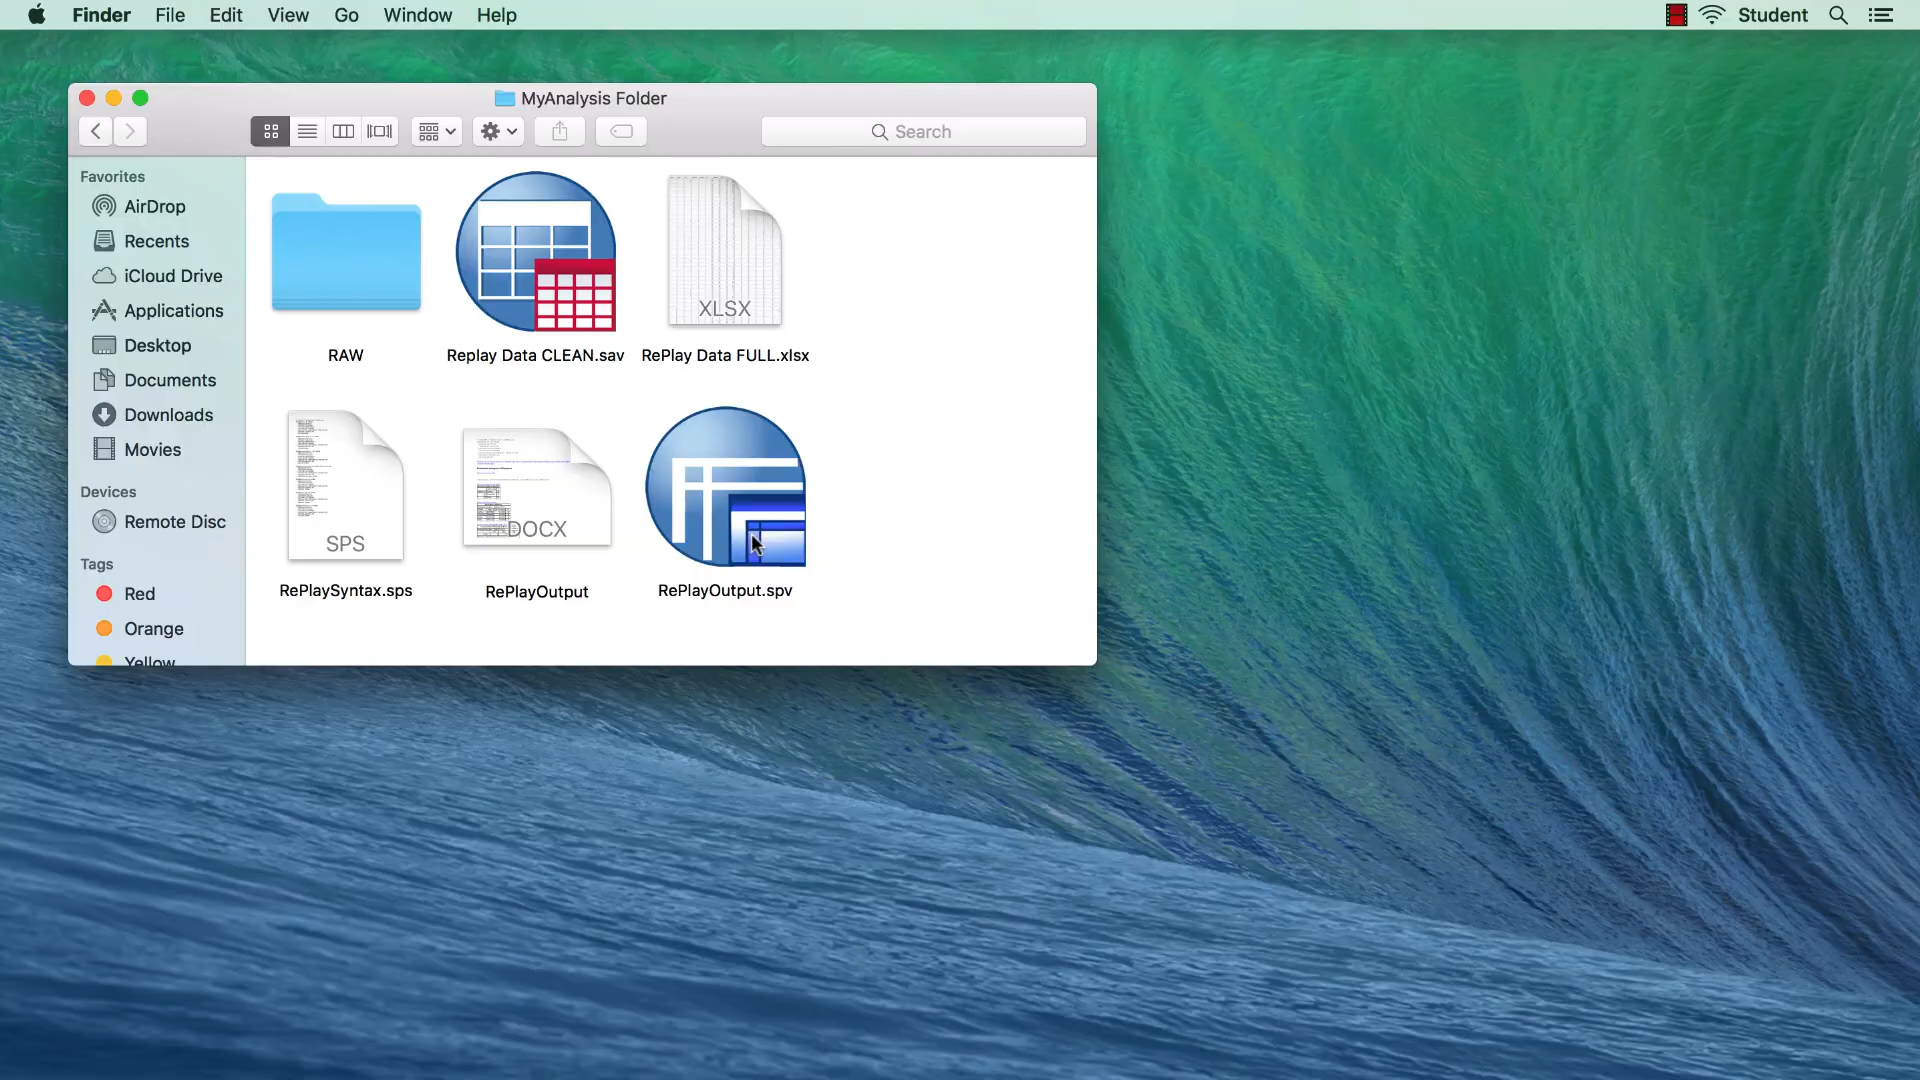 Finder File Edit View Go Window Help Student
MyAnalysis Folder
Search
Favorites
AirDrop
Recents
iCloud Drive
Applications
Desktop
Documents
Downloads
Movies
Devices
Remote Disc
Tags
Red
Orange
Yellow
XLSX
RAW Replay Data CLEAN.sav RePlay Data FULL.xlsx
SPS DOCX
RePlaySyntax.sps RePlayOutput RePlayOutput.spv